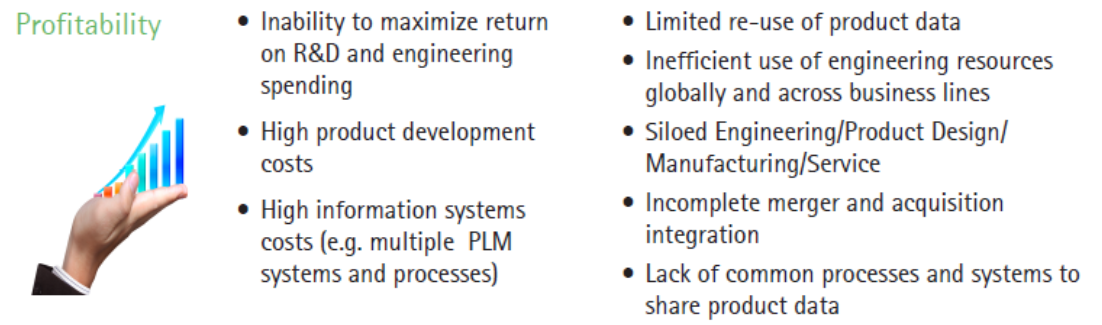 Profitability
• Inability to maximize return
on R&D and engineering
spending
• High product development
costs
• High information systems
costs (e.g. multiple PLM
systems and processes)
• Limited re-use of product data
• Inefficient use of engineering resources
globally and across business lines
• Siloed Engineering/Product Design/
Manufacturing/Service
• Incomplete merger and acquisition
integration
• Lack of common processes and systems to
share product data